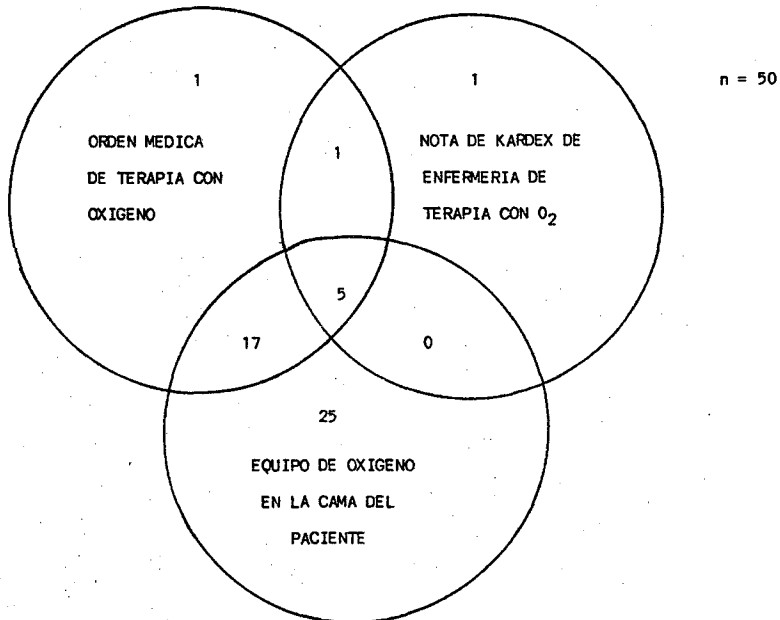 1
1
n = 50
ORDEN MEDICA
DE TERAPIA CON
OXIGENO
1
NOTA DE KARDEX DE
ENFERMERIA DE
TERAPIA CON O2
5
17
0
25
EQUIPO DE OXIGENO
EN LA CAMA DEL
PACIENTE